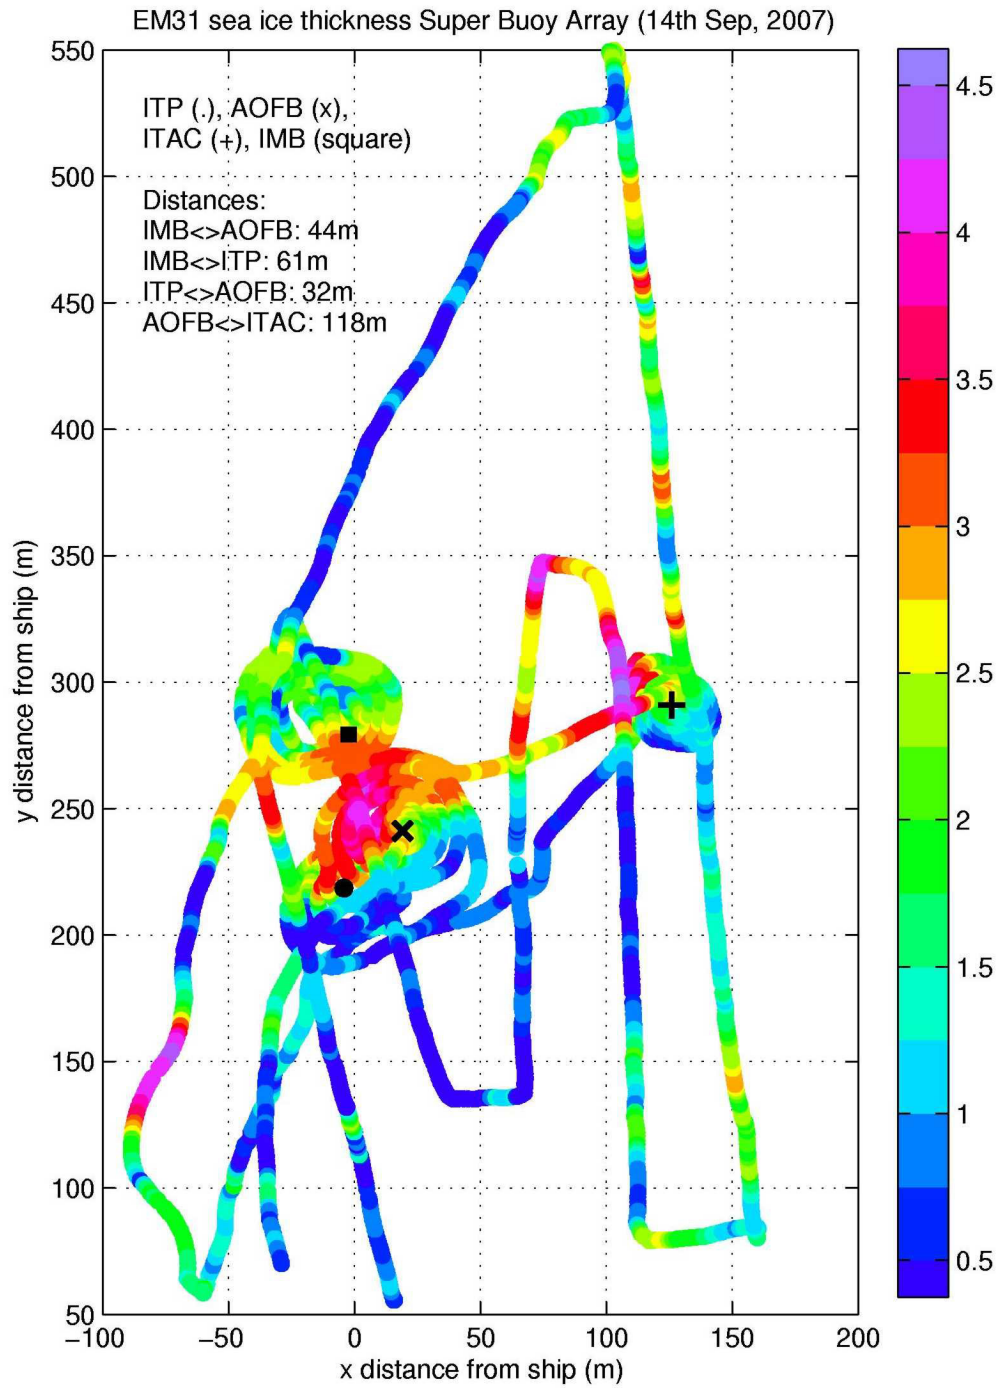 EM31 sea ice thickness Super Buoy Array (14th Sep, 2007)
ITP (.), AOFB (x),
ITAC (+), IMB (square)
Distances:
IMB<>AOFB: 44m
IMB<>ITP: 61m
ITP<>AOFB: 32m
AOFB<>ITAC: 118m
y distance from ship (m)
550
500
450
400
350
300
250
200
150
100
50
−100 −50 0 50 100 150 200
x distance from ship (m)
4.5
4
3.5
3
2.5
2
1.5
1
0.5